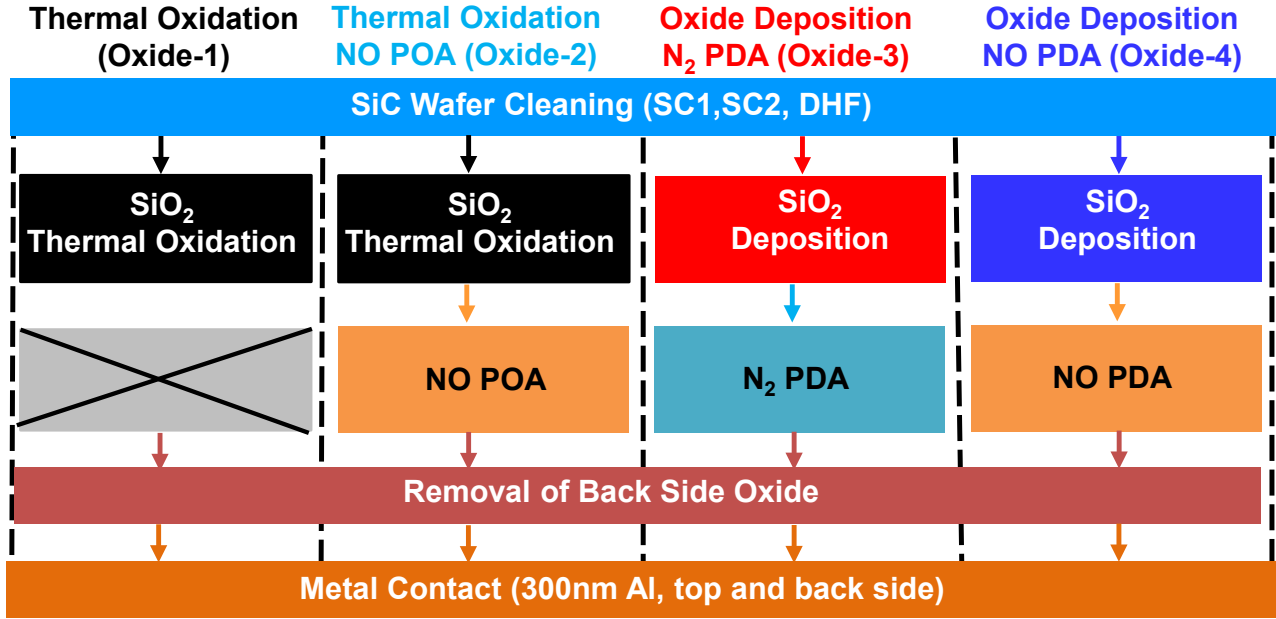 Thermal Oxidation
(Oxide-1)
Thermal Oxidation
NO POA (Oxide-2)
Oxide Deposition
N₂ PDA (Oxide-3)
Oxide Deposition
NO PDA (Oxide-4)
SiC Wafer Cleaning (SC1,SC2, DHF)
SiO₂
Thermal Oxidation
SiO₂
Thermal Oxidation
SiO₂
Deposition
SiO₂
Deposition
NO POA
N₂ PDA
NO PDA
Removal of Back Side Oxide
Metal Contact (300nm Al, top and back side)